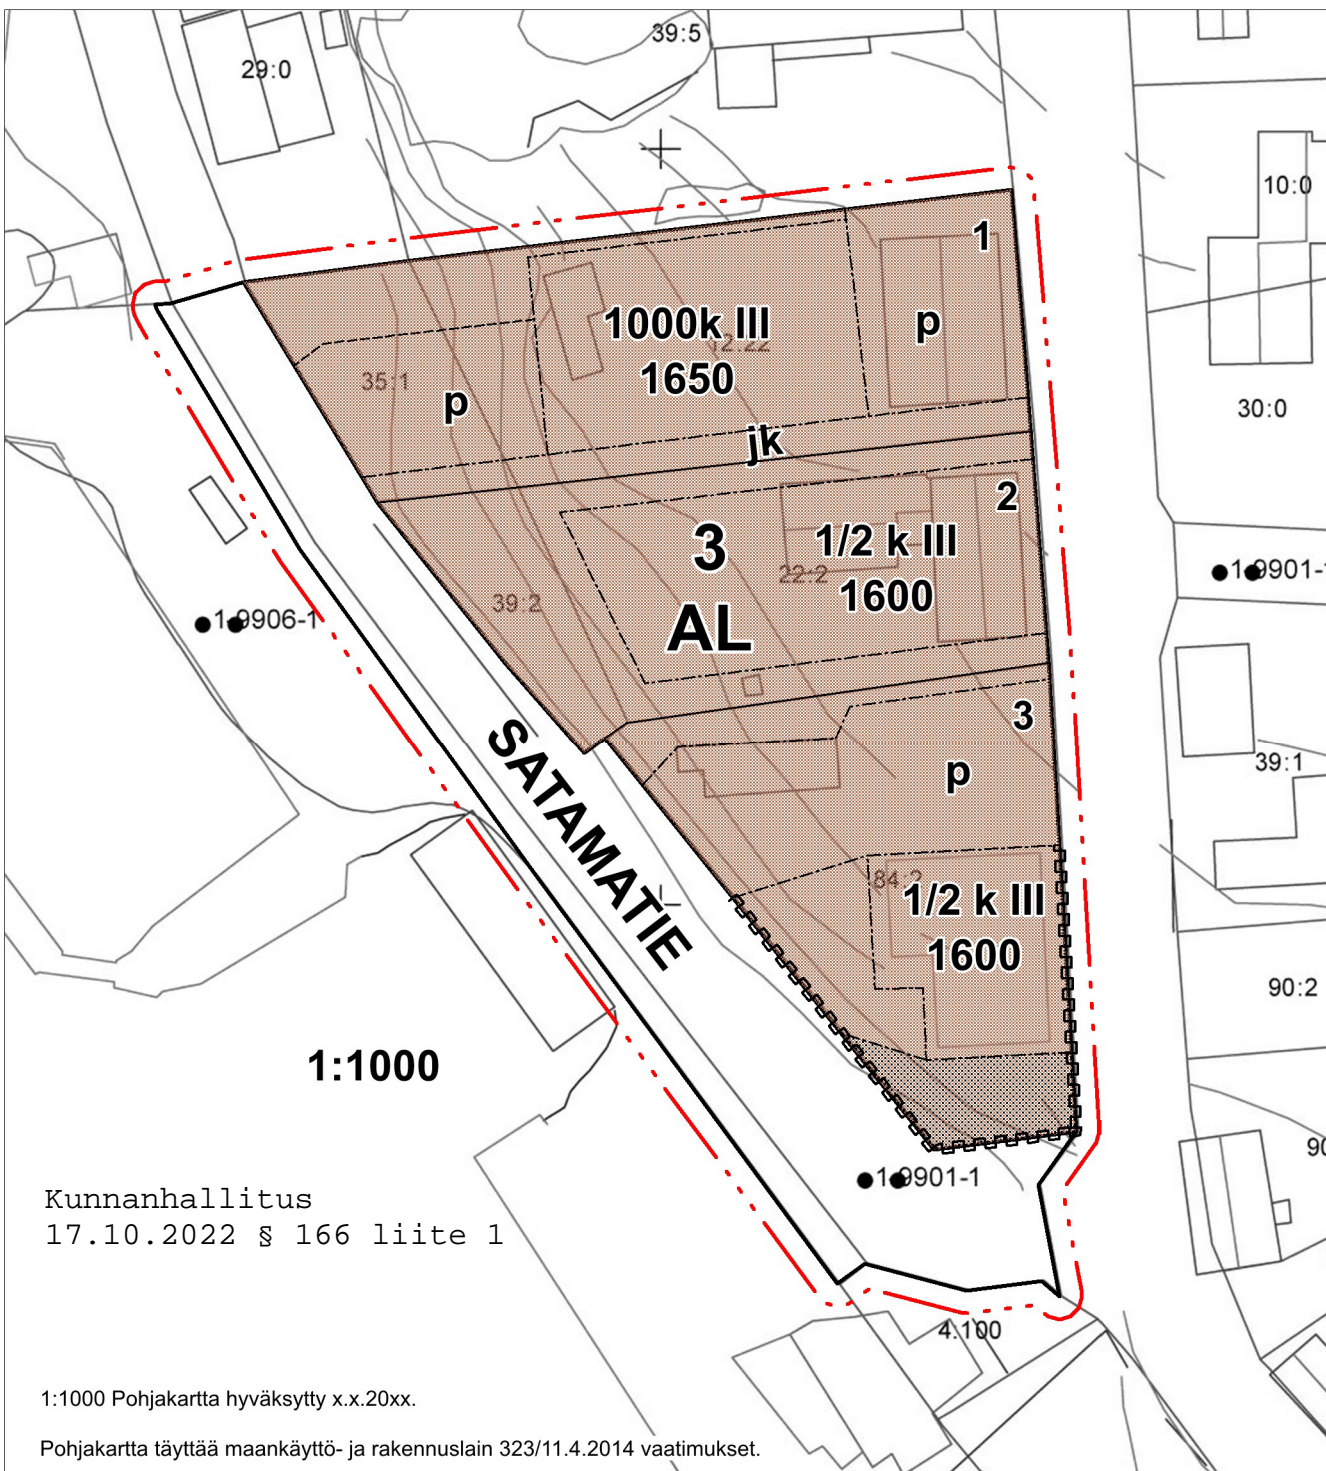 39:5
29:0
10:0
1
1000k III
12:22
1650
p
35:1
p
30:0
jk
2
3
1/2 k III
22:2
1600
39:2
AL
1-9906-1
1-9901-1
3
SATAMATIE
p
39:1
84:2
1/2 k III
1600
90:2
1:1000
90
1-9901-1
Kunnanhallitus
17.10.2022 § 166 liite 1
4:100
1:1000 Pohjakartta hyväksytty x.x.20xx.
Pohjakartta täyttää maankäyttö- ja rakennuslain 323/11.4.2014 vaatimukset.